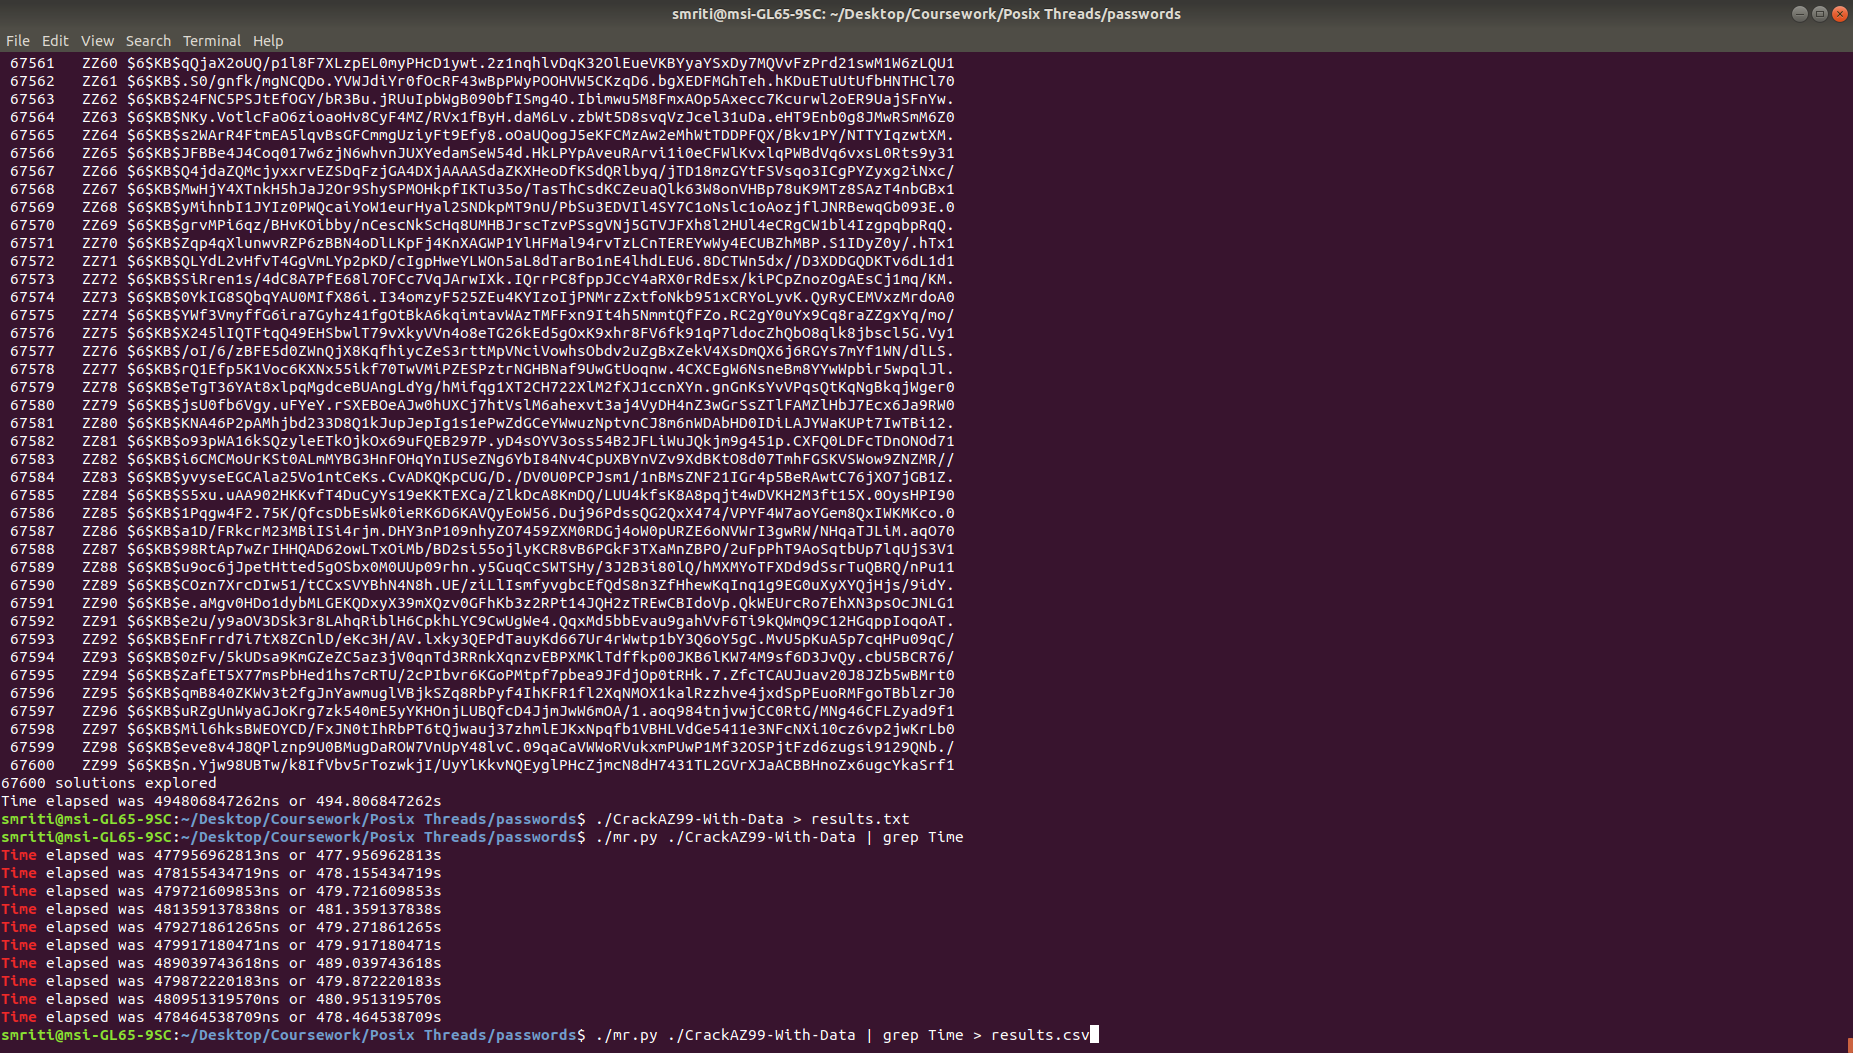 smriti@msi-GL65-9SC: ~/Desktop/Coursework/Posix Threads/passwords
File Edit View Search Terminal Help
67561 ZZ60 $6$KB$qQjaX2oUQ/p1l8F7XLzpEL0myPHcD1ywt.2z1nqhlvDqK32OlEueVKBYyaYSxDy7MQVvFzPrd21swM1W6zLQU1
67562 ZZ61 $6$KB$.S0/gnfk/mgNCQDo.YVWJdiYr0fOcRF43wBpPWyPOOHVW5CKzqD6.bgXEDFMGhTeh.hKDuETuUtUfbHNTHCl70
67563 ZZ62 $6$KB$24FNC5PSJtEfOGY/bR3Bu.jRUuIpbWgB090bfISmg4O.Ibimwu5M8FmxAOp5Axecc7Kcurwl2oER9UajSFnYw.
67564 ZZ63 $6$KB$NKy.VotlcFaO6zioaoHv8CyF4MZ/RVx1fByH.daM6Lv.zbWt5D8svqVzJcel31uDa.eHT9Enb0g8JMwRSmM6Z0
67565 ZZ64 $6$KB$s2WArR4FtmEA5lqvBsGFCmmgUziyFt9Efy8.oOaUQogJ5eKFCMzAw2eMhWtTDDPFQX/Bkv1PY/NTTYIqzwtXM.
67566 ZZ65 $6$KB$JFBBe4J4Coq017w6zjN6whvnJUXYedamSeW54d.HkLPYpAveuRArvi1i0eCFWlKvxlqPWBdVq6vxsL0Rts9y31
67567 ZZ66 $6$KB$Q4jdaZQMcjyxxrvEZSDqFzjGA4DXjAAAASdaZKXHeoDfKSdQRlbyq/jTD18mzGYtFSVsqo3ICgPYZyxg2iNxc/
67568 ZZ67 $6$KB$MwHjY4XTnkH5hJaJ2Or9ShySPMOHkpfIKTu35o/TasThCsdKCZeuaQlk63W8onVHBp78uK9MTz8SAzT4nbGBx1
67569 ZZ68 $6$KB$yMihnbI1JYIz0PWQcaiYoW1eurHyal2SNDkpMT9nU/PbSu3EDVIl4SY7C1oNslc1oAozjflJNRBewqGb093E.0
67570 ZZ69 $6$KB$grvMPi6qz/BHvKOibby/nCescNkScHq8UMHBJrscTzvPSsgVNj5GTVJFXh8l2HUl4eCRgCW1bl4IzgpqbpRqQ.
67571 ZZ70 $6$KB$Zqp4qXlunwvRZP6zBBN4oDlLKpFj4KnXAGWP1YlHFMal94rvTzLCnTEREYwWy4ECUBZhMBP.S1IDyZ0y/.hTx1
67572 ZZ71 $6$KB$QLYdL2vHfvT4GgVmLYp2pKD/cIgpHweYLWOn5aL8dTarBo1nE4lhdLEU6.8DCTWn5dx//D3XDDGQDKTv6dL1d1
67573 ZZ72 $6$KB$SiRren1s/4dC8A7PfE68l7OFCc7VqJArwIXk.IQrrPC8fppJCcY4aRX0rRdEsx/kiPCpZnozOgAEsCj1mq/KM.
67574 ZZ73 $6$KB$0YkIG8SQbqYAU0MIfX86i.I34omzyF525ZEu4KYIzoIjPNMrzZxtfoNkb951xCRYoLyvK.QyRyCEMVxzMrdoA0
67575 ZZ74 $6$KB$YWf3VmyffG6ira7Gyhz41fgOtBkA6kqimtavWAzTMFFxn9It4h5NmmtQfFZo.RC2gY0uYx9Cq8raZZgxYq/mo/
67576 ZZ75 $6$KB$X245lIQTFtqQ49EHSbwlT79vXkyVVn4o8eTG26kEd5gOxK9xhr8FV6fk91qP7ldocZhQbO8qlk8jbscl5G.Vy1
67577 ZZ76 $6$KB$/oI/6/zBFE5d0ZWnQjX8KqfhiycZeS3rttMpVNciVowhsObdv2uZgBxZekV4XsDmQX6j6RGYs7mYf1WN/dlLS.
67578 ZZ77 $6$KB$rQ1Efp5K1Voc6KXNx55ikf70TwVMiPZESPztrNGHBNaf9UwGtUoqnw.4CXCEgW6NsneBm8YYwWpbir5wpqlJl.
67579 ZZ78 $6$KB$eTgT36YAt8xlpqMgdceBUAngLdYg/hMifqg1XT2CH722XlM2fXJ1ccnXYn.gnGnKsYvVPqsQtKqNgBkqjWger0
67580 ZZ79 $6$KB$jsU0fb6Vgy.uFYeY.rSXEBOeAJw0hUXCj7htVslM6ahexvt3aj4VyDH4nZ3wGrSsZTlFAMZlHbJ7Ecx6Ja9RW0
67581 ZZ80 $6$KB$KNA46P2pAMhjbd233D8Q1kJupJepIg1s1ePwZdGCeYWwuzNptvnCJ8m6nWDAbHD0IDiLAJYWaKUPt7IwTBi12.
67582 ZZ81 $6$KB$o93pWA16kSQzyleETkOjkOx69uFQEB297P.yD4sOYV3oss54B2JFLiWuJQkjm9g451p.CXFQ0LDFcTDnONOd71
67583 ZZ82 $6$KB$i6CMCMoUrKSt0ALmMYBG3HnFOHqYnIUSeZNg6YbI84Nv4CpUXBYnVZv9XdBKtO8d07TmhFGSKVSWow9ZNZMR//
67584 ZZ83 $6$KB$yvyseEGCAla25Vo1ntCeKs.CvADKQKpCUG/D./DV0U0PCPJsm1/1nBMsZNF21IGr4p5BeRAwtC76jXO7jGB1Z.
67585 ZZ84 $6$KB$S5xu.uAA902HKKvfT4DuCyYs19eKKTEXCa/ZlkDcA8KmDQ/LUU4kfsK8A8pqjt4wDVKH2M3ft15X.0OysHPI90
67586 ZZ85 $6$KB$1Pqgw4F2.75K/QfcsDbEsWk0ieRK6D6KAVQyEoW56.Duj96PdssQG2QxX474/VPYF4W7aoYGem8QxIWKMKco.0
67587 ZZ86 $6$KB$a1D/FRkcrM23MBiISi4rjm.DHY3nP109nhyZO7459ZXM0RDGj4oW0pURZE6oNVWrI3gwRW/NHqaTJLiM.aqO70
67588 ZZ87 $6$KB$98RtAp7wZrIHHQAD62owLTxOiMb/BD2si55ojlyKCR8vB6PGkF3TXaMnZBPO/2uFpPhT9AoSqtbUp7lqUjS3V1
67589 ZZ88 $6$KB$u9oc6jJpetHtted5gOSbx0M0UUp09rhn.y5GuqCcSWTSHy/3J2B3i80lQ/hMXMYoTFXDd9dSsrTuQBRQ/nPu11
67590 ZZ89 $6$KB$COzn7XrcDIw51/tCCxSVYBhN4N8h.UE/ziLlIsmfyvgbcEfQdS8n3ZfHhewKqInq1g9EG0uXyXYQjHjs/9idY.
67591 ZZ90 $6$KB$e.aMgv0HDo1dybMLGEKQDxyX39mXQzv0GFhKb3z2RPt14JQH2zTREwCBIdoVp.QkWEUrcRo7EhXN3psOcJNLG1
67592 ZZ91 $6$KB$e2u/y9aOV3DSk3r8LAhqRiblH6CpkhLYC9CwUgWe4.QqxMd5bbEvau9gahVvF6Ti9kQWmQ9C12HGqppIoqoAT.
67593 ZZ92 $6$KB$EnFrrd7i7tX8ZCnlD/eKc3H/AV.lxky3QEPdTauyKd667Ur4rWwtp1bY3Q6oY5gC.MvU5pKuA5p7cqHPu09qC/
67594 ZZ93 $6$KB$0zFv/5kUDsa9KmGZeZC5az3jV0qnTd3RRnkXqnzvEBPXMKlTdffkp00JKB6lKW74M9sf6D3JvQy.cbU5BCR76/
67595 ZZ94 $6$KB$ZafET5X77msPbHed1hs7cRTU/2cPIbvr6KGoPMtpf7pbea9JFdjOp0tRHk.7.ZfcTCAUJuav20J8JZb5wBMrt0
67596 ZZ95 $6$KB$qmB840ZKWv3t2fgJnYawmuglVBjkSZq8RbPyf4IhKFR1fl2XqNMOX1kalRzzhve4jxdSpPEuoRMFgoTBblzrJ0
67597 ZZ96 $6$KB$uRZgUnWyaGJoKrg7zk540mE5yYKHOnjLUBQfcD4JjmJwW6mOA/1.aoq984tnjvwjCC0RtG/MNg46CFLZyad9f1
67598 ZZ97 $6$KB$Mil6hksBWEOYCD/FxJN0tIhRbPT6tQjwauj37zhmlEJKxNpqfb1VBHLVdGe5411e3NFcNXi10cz6vp2jwKrLb0
67599 ZZ98 $6$KB$eve8v4J8QPlznp9U0BMugDaROW7VnUpY48lvC.09qaCaVWWoRVukxmPUwP1Mf32OSPjtFzd6zugsi9129QNb./
67600 ZZ99 $6$KB$n.Yjw98UBTw/k8IfVbv5rTozwkjI/UyYlKkvNQEyglPHcZjmcN8dH7431TL2GVrXJaACBBHnoZx6ugcYkaSrf1
67600 solutions explored
Time elapsed was 494806847262ns or 494.806847262s
smriti@msi-GL65-9SC:~/Desktop/Coursework/Posix Threads/passwords$ ./CrackAZ99-With-Data > results.txt
smriti@msi-GL65-9SC:~/Desktop/Coursework/Posix Threads/passwords$ ./mr.py ./CrackAZ99-With-Data | grep Time
Time elapsed was 477956962813ns or 477.956962813s
Time elapsed was 478155434719ns or 478.155434719s
Time elapsed was 479721609853ns or 479.721609853s
Time elapsed was 481359137838ns or 481.359137838s
Time elapsed was 479271861265ns or 479.271861265s
Time elapsed was 479917180471ns or 479.917180471s
Time elapsed was 489039743618ns or 489.039743618s
Time elapsed was 479872220183ns or 479.872220183s
Time elapsed was 480951319570ns or 480.951319570s
Time elapsed was 478464538709ns or 478.464538709s
smriti@msi-GL65-9SC:~/Desktop/Coursework/Posix Threads/passwords$ ./mr.py ./CrackAZ99-With-Data | grep Time > results.csv